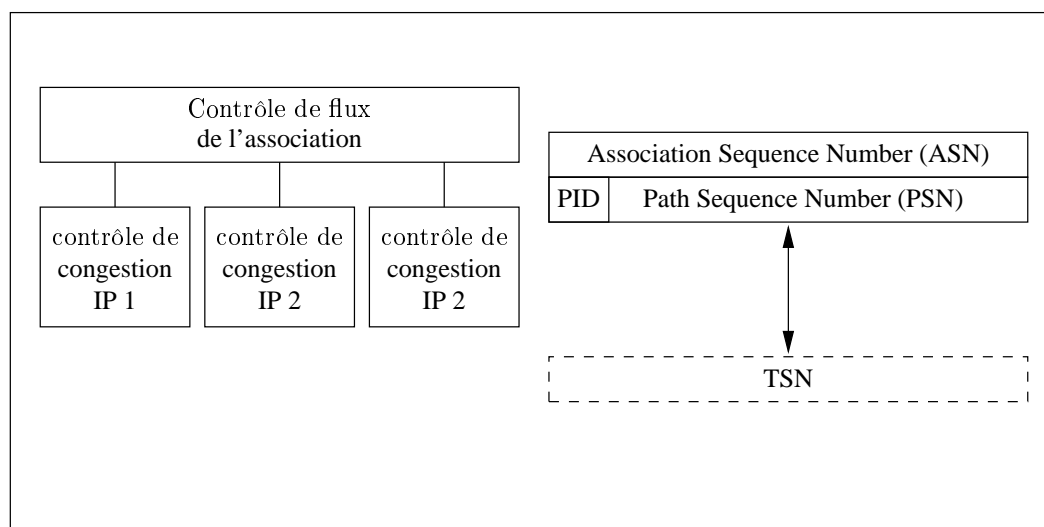 Contrôle de flux
de l'association
contrôle de
congestion
IP 1
contrôle de
congestion
IP 2
contrôle de
congestion
IP 2
Association Sequence Number (ASN)
PID Path Sequence Number (PSN)
TSN